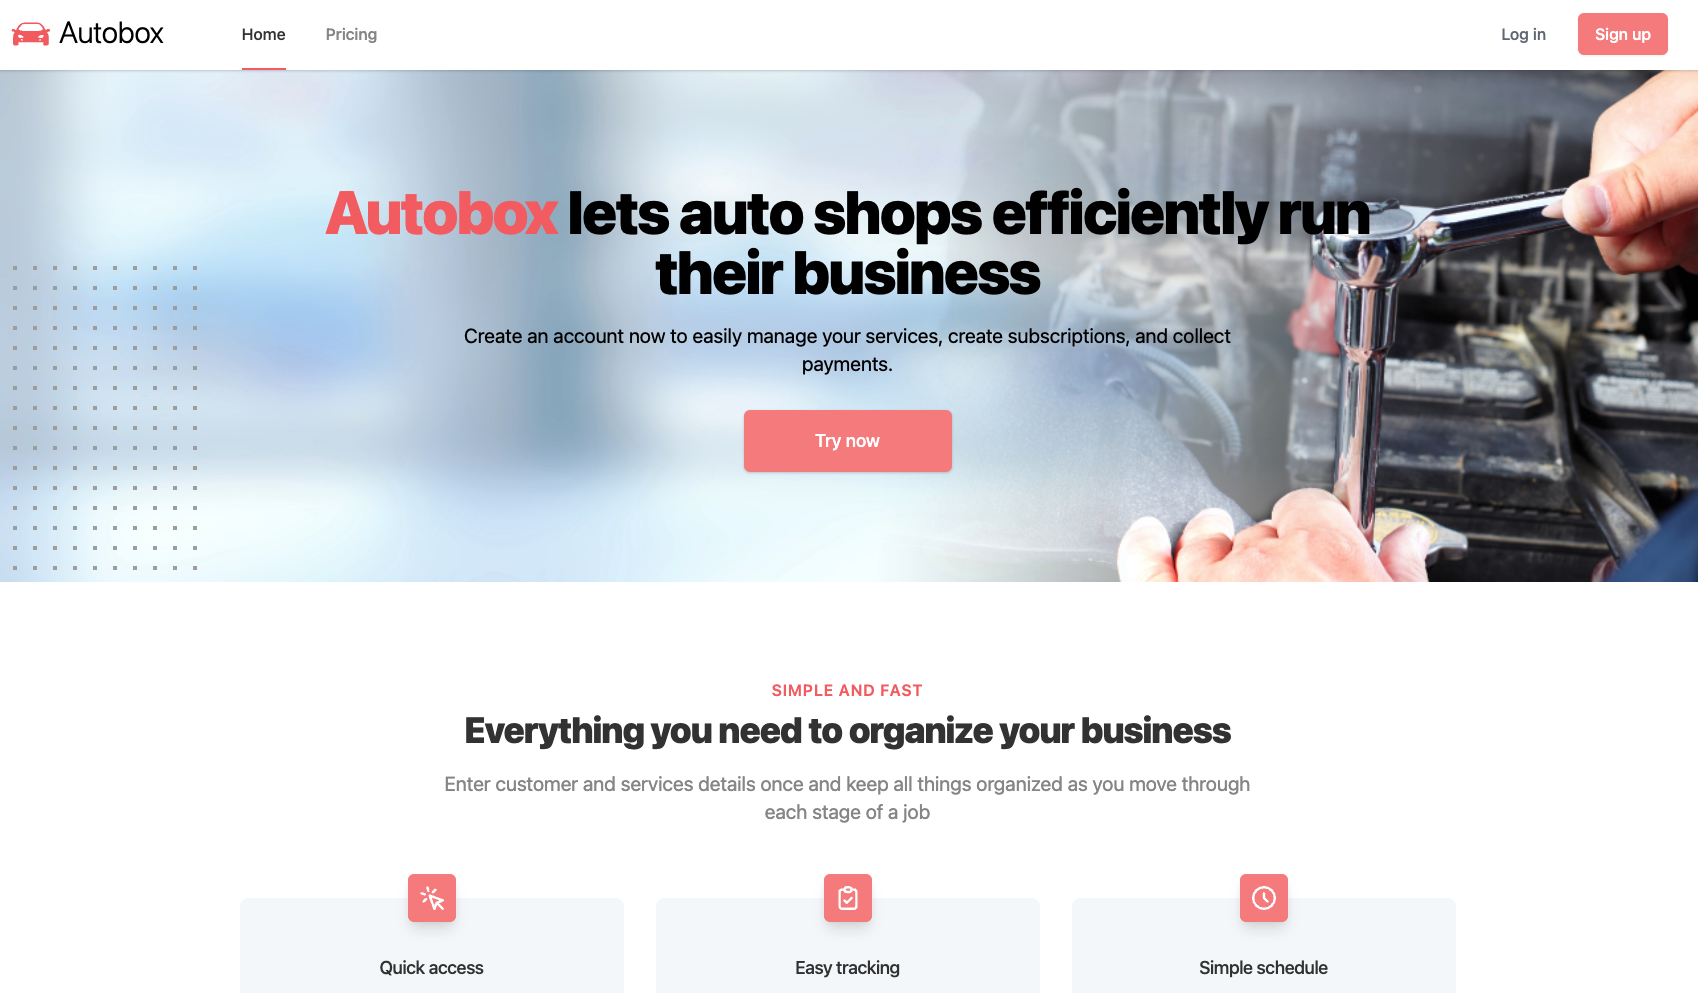 Autobox
Home
Pricing
Log in
Sign up
Autobox lets auto shops efficiently run
their business
Create an account now to easily manage your services, create subscriptions, and collect
payments.
Try now
SIMPLE AND FAST
Everything you need to organize your business
Enter customer and services details once and keep all things organized as you move through
each stage of a job
Quick access
Easy tracking
Simple schedule